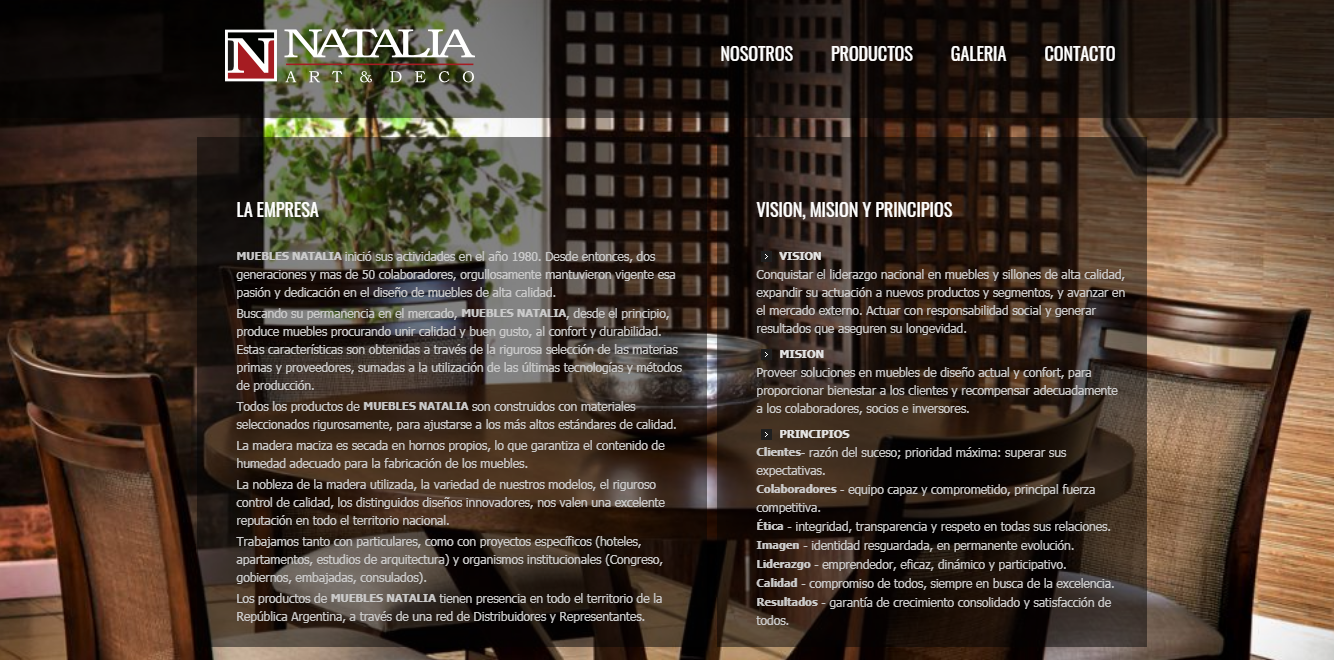 N NATALIA
ART & DECO
NOSOTROS PRODUCTOS GALERIA CONTACTO
LA EMPRESA
MUEBLES NATALIA inició sus actividades en el año 1980. Desde entonces, dos
generaciones y mas de 50 colaboradores, orgullosamente mantuvieron vigente esa
pasión y dedicación en el diseño de muebles de alta calidad.
Buscando su permanencia en el mercado, MUEBLES NATALIA, desde el principio,
produce muebles procurando unir calidad y buen gusto, al confort y durabilidad.
Estas características son obtenidas a través de la rigurosa selección de las materias
primas y proveedores, sumadas a la utilización de las últimas tecnologías y métodos
de producción.
Todos los productos de MUEBLES NATALIA son construidos con materiales
seleccionados rigurosamente, para ajustarse a los más altos estándares de calidad.
La madera maciza es secada en hornos propios, lo que garantiza el contenido de
humedad adecuado para la fabricación de los muebles.
La nobleza de la madera utilizada, la variedad de nuestros modelos, el riguroso
control de calidad, los distinguidos diseños innovadores, nos valen una excelente
reputación en todo el territorio nacional.
Trabajamos tanto con particulares, como con proyectos específicos (hoteles,
apartamentos, estudios de arquitectura) y organismos institucionales (Congreso,
gobiernos, embajadas, consulados).
Los productos de MUEBLES NATALIA tienen presencia en todo el territorio de la
República Argentina, a través de una red de Distribuidores y Representantes.
VISION, MISION Y PRINCIPIOS
VISION
Conquistar el liderazgo nacional en muebles y sillones de alta calidad,
expandir su actuación a nuevos productos y segmentos, y avanzar en
el mercado externo. Actuar con responsabilidad social y generar
resultados que aseguren su longevidad.
MISION
Proveer soluciones en muebles de diseño actual y confort, para
proporcionar bienestar a los clientes y recompensar adecuadamente
a los colaboradores, socios e inversores.
PRINCIPIOS
Clientes- razón del suceso; prioridad máxima: superar sus
expectativas.
Colaboradores - equipo capaz y comprometido, principal fuerza
competitiva.
Ética - integridad, transparencia y respeto en todas sus relaciones.
Imagen - identidad resguardada, en permanente evolución.
Liderazgo - emprendedor, eficaz, dinámico y participativo.
Calidad - compromiso de todos, siempre en busca de la excelencia.
Resultados - garantía de crecimiento consolidado y satisfacción de
todos.